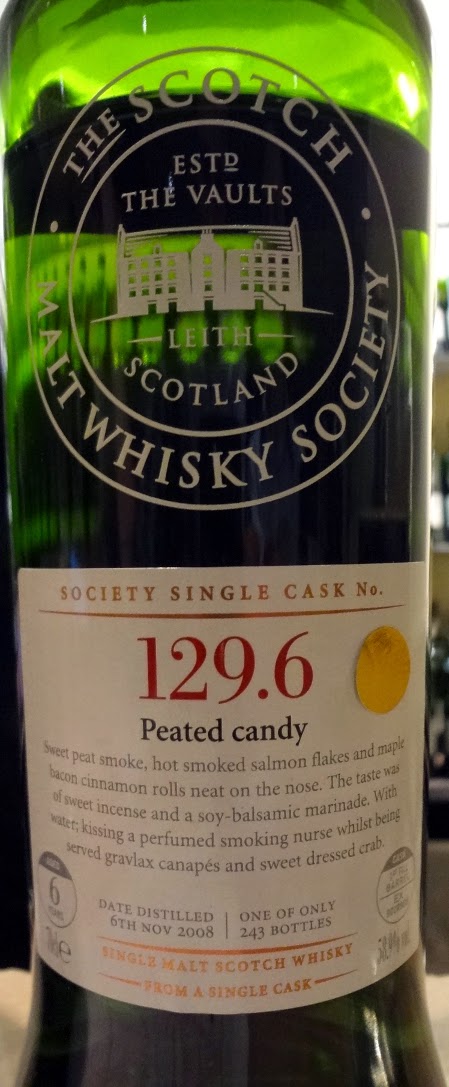 THE SCOTCH
MALT WHISKY SOCIETY
ESTD
THE VAULTS
LEITH
SCOTLAND
SOCIETY SINGLE CASK No.
129.6
Peated candy
Sweet peat smoke, hot smoked salmon flakes and maple
bacon cinnamon rolls neat on the nose. The taste was
of sweet incense and a soy-balsamic marinade. With
water; kissing a perfumed smoking nurse whilst being
served gravlax canapés and sweet dressed crab.
AGED
6
YEARS
DATE DISTILLED
6TH NOV 2008
ONE OF ONLY
243 BOTTLES
BARREL
SINGLE MALT SCOTCH WHISKY
FROM A SINGLE CASK